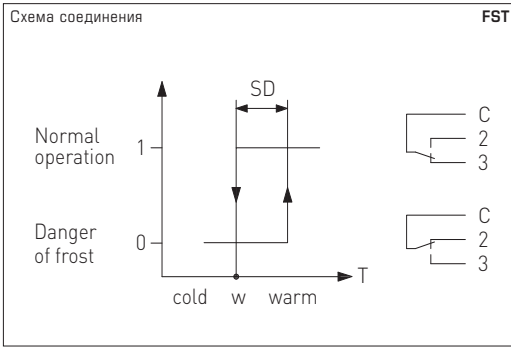 Схема соединения FST
SD
Normal
operation
1
Danger
of frost
0
T
cold w warm
C
2
3
C
2
3